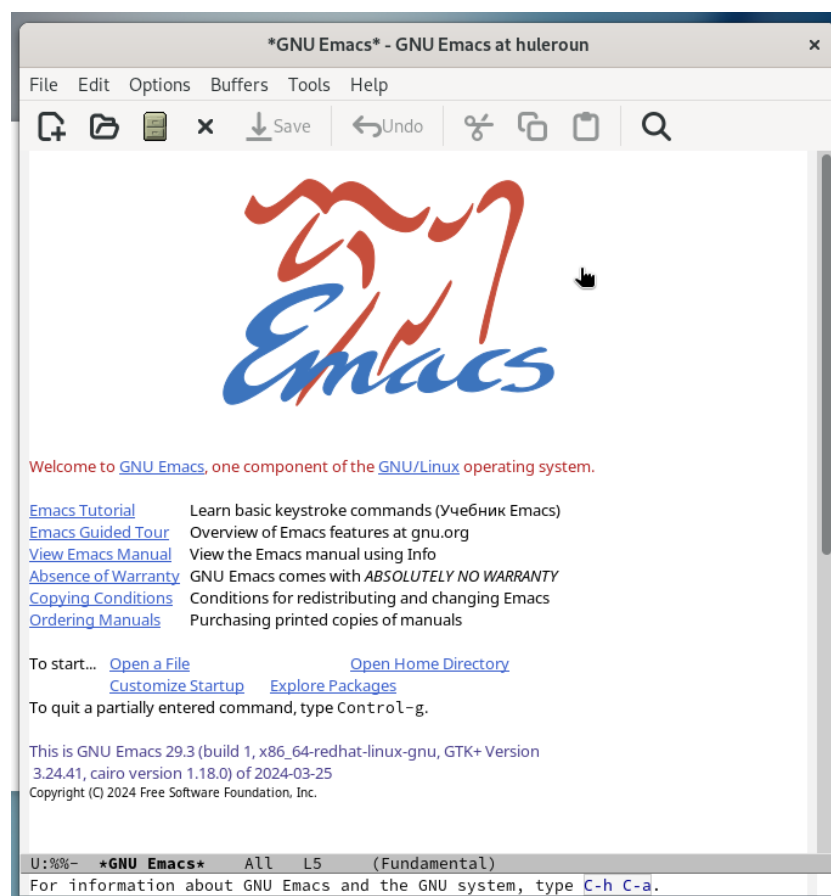 *GNU Emacs* - GNU Emacs at huleroun
File Edit Options Buffers Tools Help
Save Undo
Emacs
Welcome to GNU Emacs, one component of the GNU/Linux operating system.
Emacs Tutorial Learn basic keystroke commands (Учебник Emacs)
Emacs Guided Tour Overview of Emacs features at gnu.org
View Emacs Manual View the Emacs manual using Info
Absence of Warranty GNU Emacs comes with ABSOLUTELY NO WARRANTY
Copying Conditions Conditions for redistributing and changing Emacs
Ordering Manuals Purchasing printed copies of manuals
To start... Open a File Open Home Directory
Customize Startup Explore Packages
To quit a partially entered command, type Control-g.
This is GNU Emacs 29.3 (build 1, x86_64-redhat-linux-gnu, GTK+ Version
3.24.41, cairo version 1.18.0) of 2024-03-25
Copyright (C) 2024 Free Software Foundation, Inc.
U:%%- *GNU Emacs* All L5 (Fundamental)
For information about GNU Emacs and the GNU system, type C-h C-a.